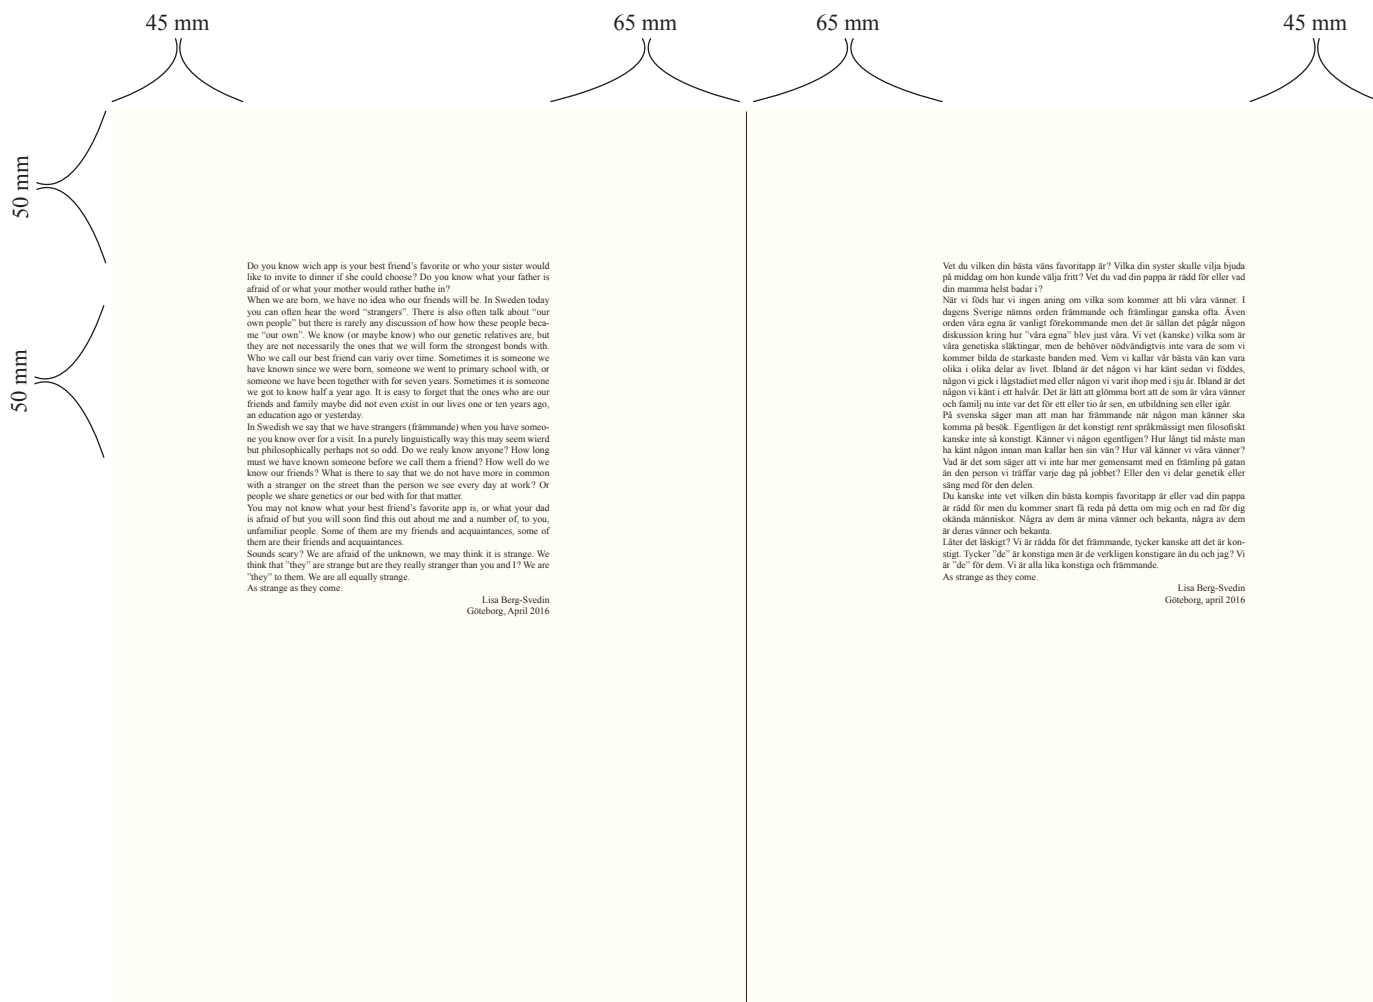 45 mm
65 mm
65 mm
45 mm
50 mm
50 mm
Do you know wich app is your best friend's favorite or who your sister would
like to invite to dinner if she could choose? Do you know what your father is
afraid of or what your mother would rather bathe in?
When we are born, we have no idea who our friends will be. In Sweden today
you can often hear the word “strangers”. There is also often talk about “our
own people” but there is rarely any discussion of how how these people beca-
me “our own”. We know (or maybe know) who our genetic relatives are, but
they are not necessarily the ones that we will form the strongest bonds with.
Who we call our best friend can variy over time. Sometimes it is someone we
have known since we were born, someone we went to primary school with, or
someone we have been together with for seven years. Sometimes it is someone
we got to know half a year ago. It is easy to forget that the ones who are our
friends and family maybe did not even exist in our lives one or ten years ago,
an education ago or yesterday.
In Swedish we say that we have strangers (främmande) when you have someo-
ne you know over for a visit. In a purely linguistically way this may seem wierd
but philosophically perhaps not so odd. Do we realy know anyone? How long
must we have known someone before we call them a friend? How well do we
know our friends? What is there to say that we do not have more in common
with a stranger on the street than the person we see every day at work? Or
people we share genetics or our bed with for that matter.
You may not know what your best friend's favorite app is, or what your dad
is afraid of but you will soon find this out about me and a number of, to you,
unfamiliar people. Some of them are my friends and acquaintances, some of
them are their friends and acquaintances.
Sounds scary? We are afraid of the unknown, we may think it is strange. We
think that ”they” are strange but are they really stranger than you and I? We are
”they” to them. We are all equally strange.
As strange as they come.
Lisa Berg-Svedin
Göteborg, April 2016
Vet du vilken din bästa väns favoritapp är? Vilka din syster skulle vilja bjuda
på middag om hon kunde välja fritt? Vet du vad din pappa är rädd för eller vad
din mamma helst badar i?
När vi föds har vi ingen aning om vilka som kommer att bli våra vänner. I
dagens Sverige nämns orden främmande och främlingar ganska ofta. Även
orden våra egna är vanligt förekommande men det är sällan det pågår någon
diskussion kring hur ”våra egna” blev just våra. Vi vet (kanske) vilka som är
våra genetiska släktingar, men de behöver nödvändigtvis inte vara de som vi
kommer bilda de starkaste banden med. Vem vi kallar vår bästa vän kan vara
olika i olika delar av livet. Ibland är det någon vi har känt sedan vi föddes,
någon vi gick i lågstadiet med eller någon vi varit ihop med i sju år. Ibland är det
någon vi känt i ett halvår. Det är lätt att glömma bort att de som är våra vänner
och familj nu inte var det för ett eller tio år sen, en utbildning sen eller igår.
På svenska säger man att man har främmande när någon man känner ska
komma på besök. Egentligen är det konstigt rent språkmässigt men filosofiskt
kanske inte så konstigt. Känner vi någon egentligen? Hur långt tid måste man
ha känt någon innan man kallar hen sin vän? Hur väl känner vi våra vänner?
Vad är det som säger att vi inte har mer gemensamt med en främling på gatan
än den person vi träffar varje dag på jobbet? Eller den vi delar genetik eller
säng med för den delen.
Du kanske inte vet vilken din bästa kompis favoritapp är eller vad din pappa
är rädd för men du kommer snart få reda på detta om mig och en rad för dig
okända människor. Några av dem är mina vänner och bekanta, några av dem
är deras vänner och bekanta.
Låter det läskigt? Vi är rädda för det främmande, tycker kanske att det är kon-
stigt. Tycker ”de” är konstiga men är de verkligen konstigare än du och jag? Vi
är ”de” för dem. Vi är alla lika konstiga och främmande.
As strange as they come.
Lisa Berg-Svedin
Göteborg, april 2016